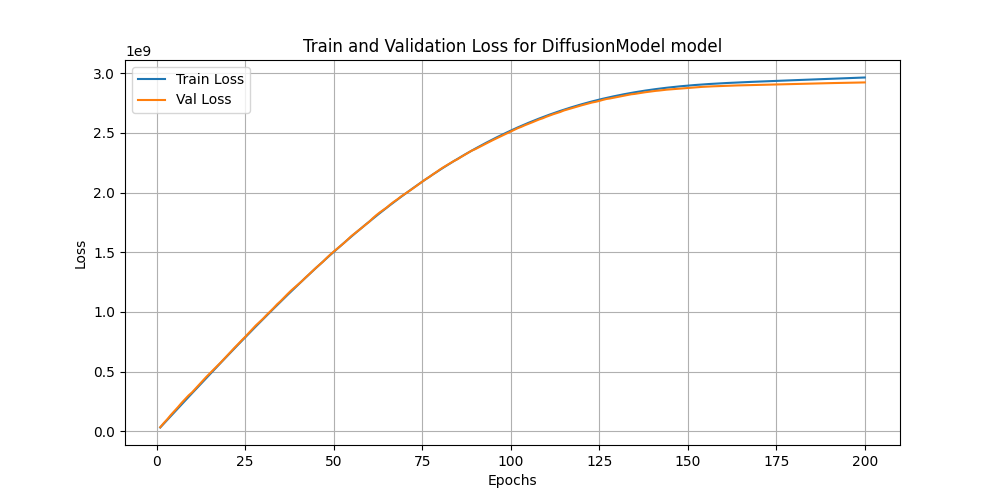 Train and Validation Loss for DiffusionModel model
1e9
Train Loss
Val Loss
3.0
2.5
2.0
1.5
1.0
0.5
0.0
Loss
0 25 50 75 100 125 150 175 200
Epochs